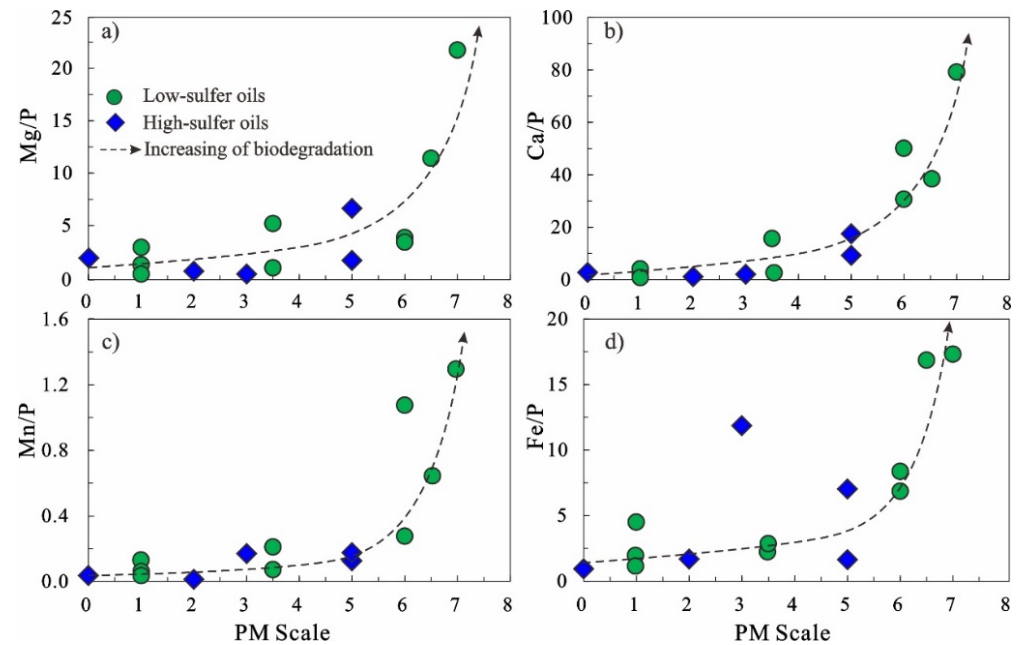 a)
25
20
15
10
5
0
Mg/P
Low-sulfer oils
High-sulfer oils
Increasing of biodegradation
0 1 2 3 4 5 6 7 8
b)
100
80
60
40
20
0
Ca/P
0 1 2 3 4 5 6 7 8
c)
1.6
1.2
0.8
0.4
0.0
Mn/P
0 1 2 3 4 5 6 7 8
PM Scale
d)
20
15
10
5
0
Fe/P
0 1 2 3 4 5 6 7 8
PM Scale